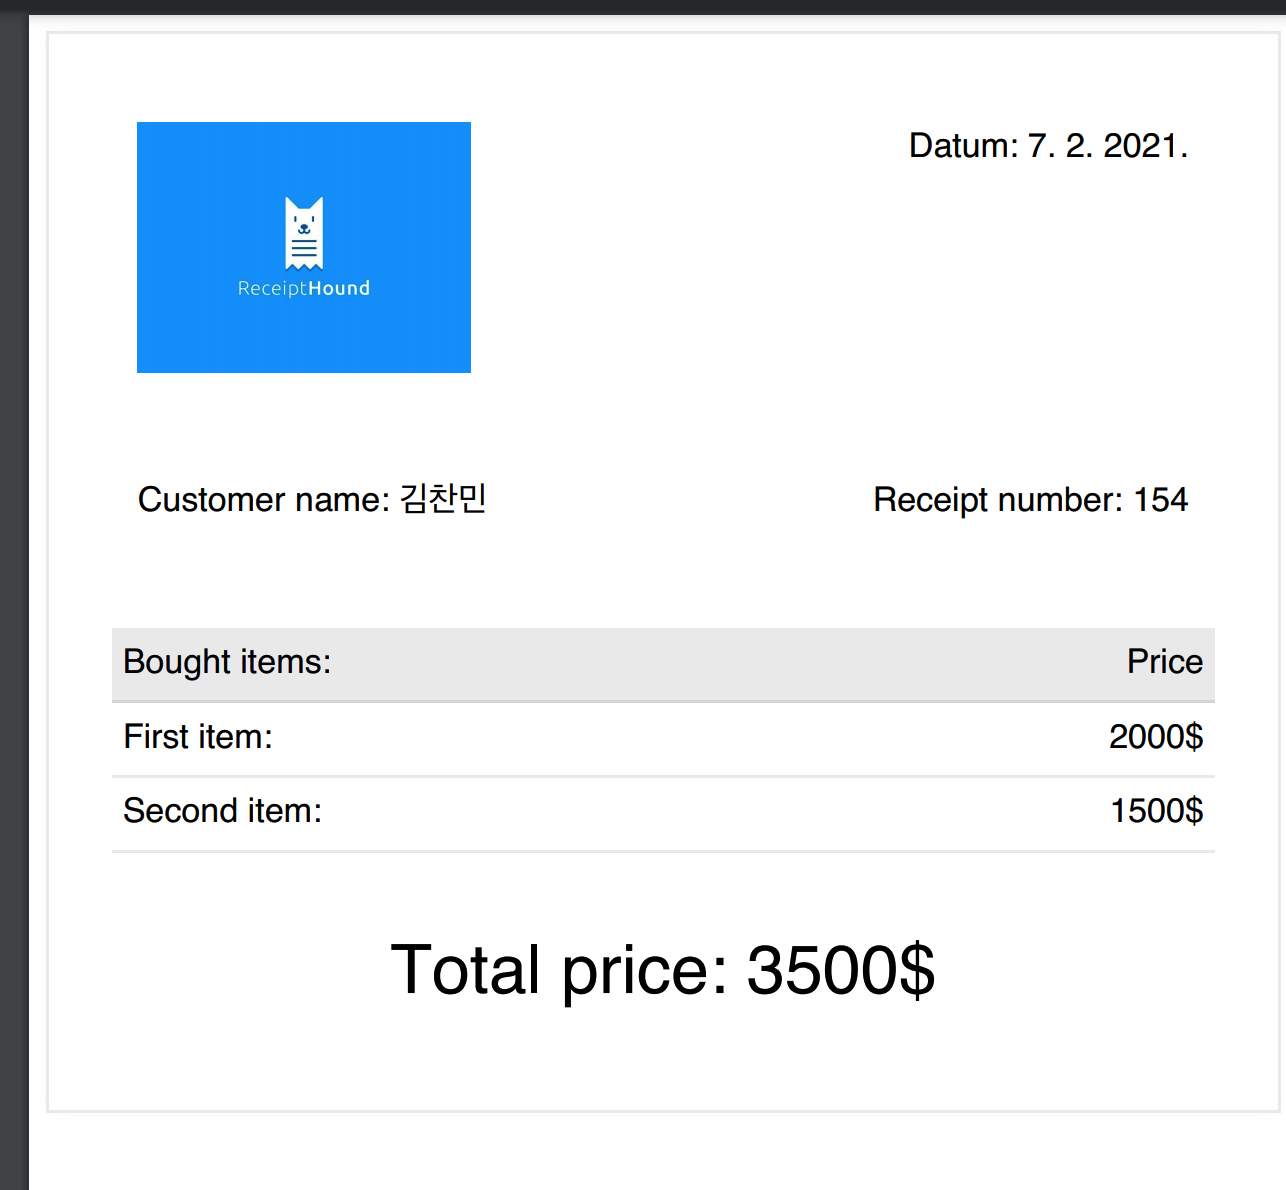 Datum: 7. 2. 2021.
ReceiptHound
Customer name: 김찬민
Receipt number: 154
Bought items:
Price
First item:
2000$
Second item:
1500$
Total price: 3500$